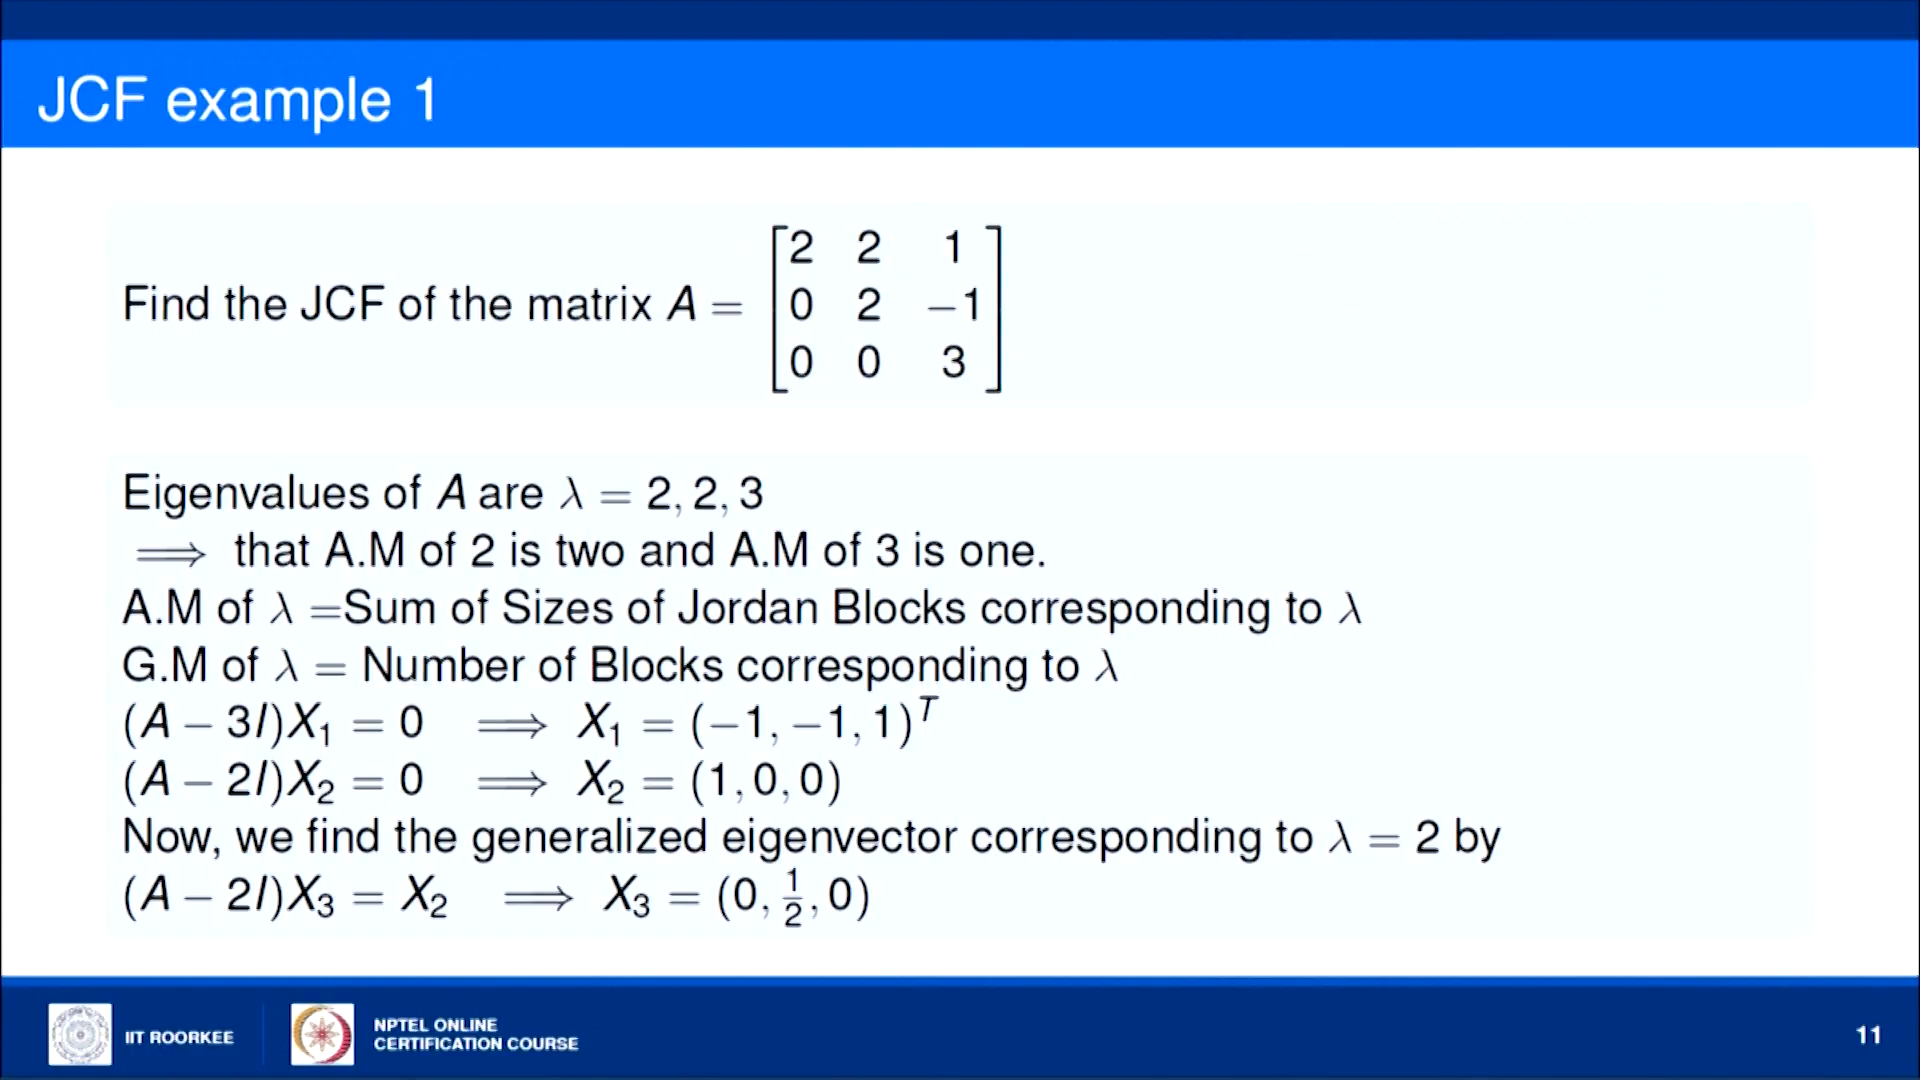 JCF example 1
Find the JCF of the matrix A = [2 2 1
0 2 −1
0 0 3]
Eigenvalues of A are λ = 2, 2, 3
⟹ that A.M of 2 is two and A.M of 3 is one.
A.M of λ =Sum of Sizes of Jordan Blocks corresponding to λ
G.M of λ = Number of Blocks corresponding to λ
(A − 3I)X₁ = 0 ⟹ X₁ = (−1, −1, 1)ᵀ
(A − 2I)X₂ = 0 ⟹ X₂ = (1, 0, 0)
Now, we find the generalized eigenvector corresponding to λ = 2 by
(A − 2I)X₃ = X₂ ⟹ X₃ = (0, ½, 0)
IIT ROORKEE
NPTEL ONLINE
CERTIFICATION COURSE
11